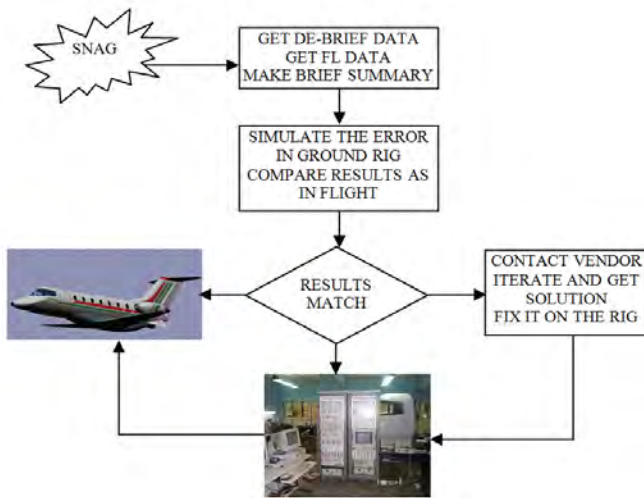 SNAG
GET DE-BRIEF DATA
GET FL DATA
MAKE BRIEF SUMMARY
SIMULATE THE ERROR
IN GROUND RIG
COMPARE RESULTS AS
IN FLIGHT
RESULTS
MATCH
CONTACT VENDOR
ITERATE AND GET
SOLUTION
FIX IT ON THE RIG